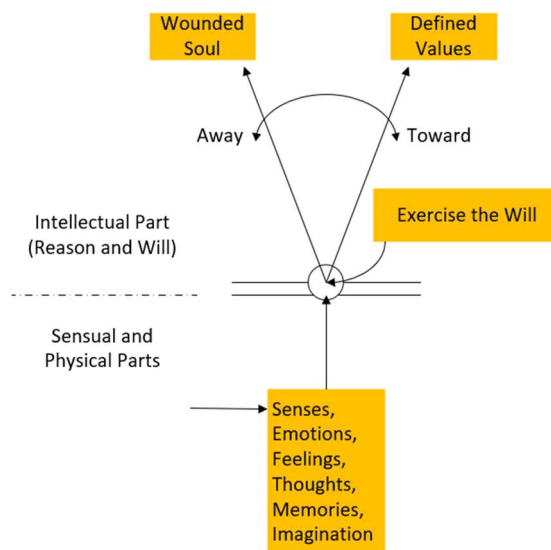 Wounded
Soul
Defined
Values
Away
Toward
Exercise the Will
Intellectual Part
(Reason and Will)
Sensual and
Physical Parts
Senses,
Emotions,
Feelings,
Thoughts,
Memories,
Imagination